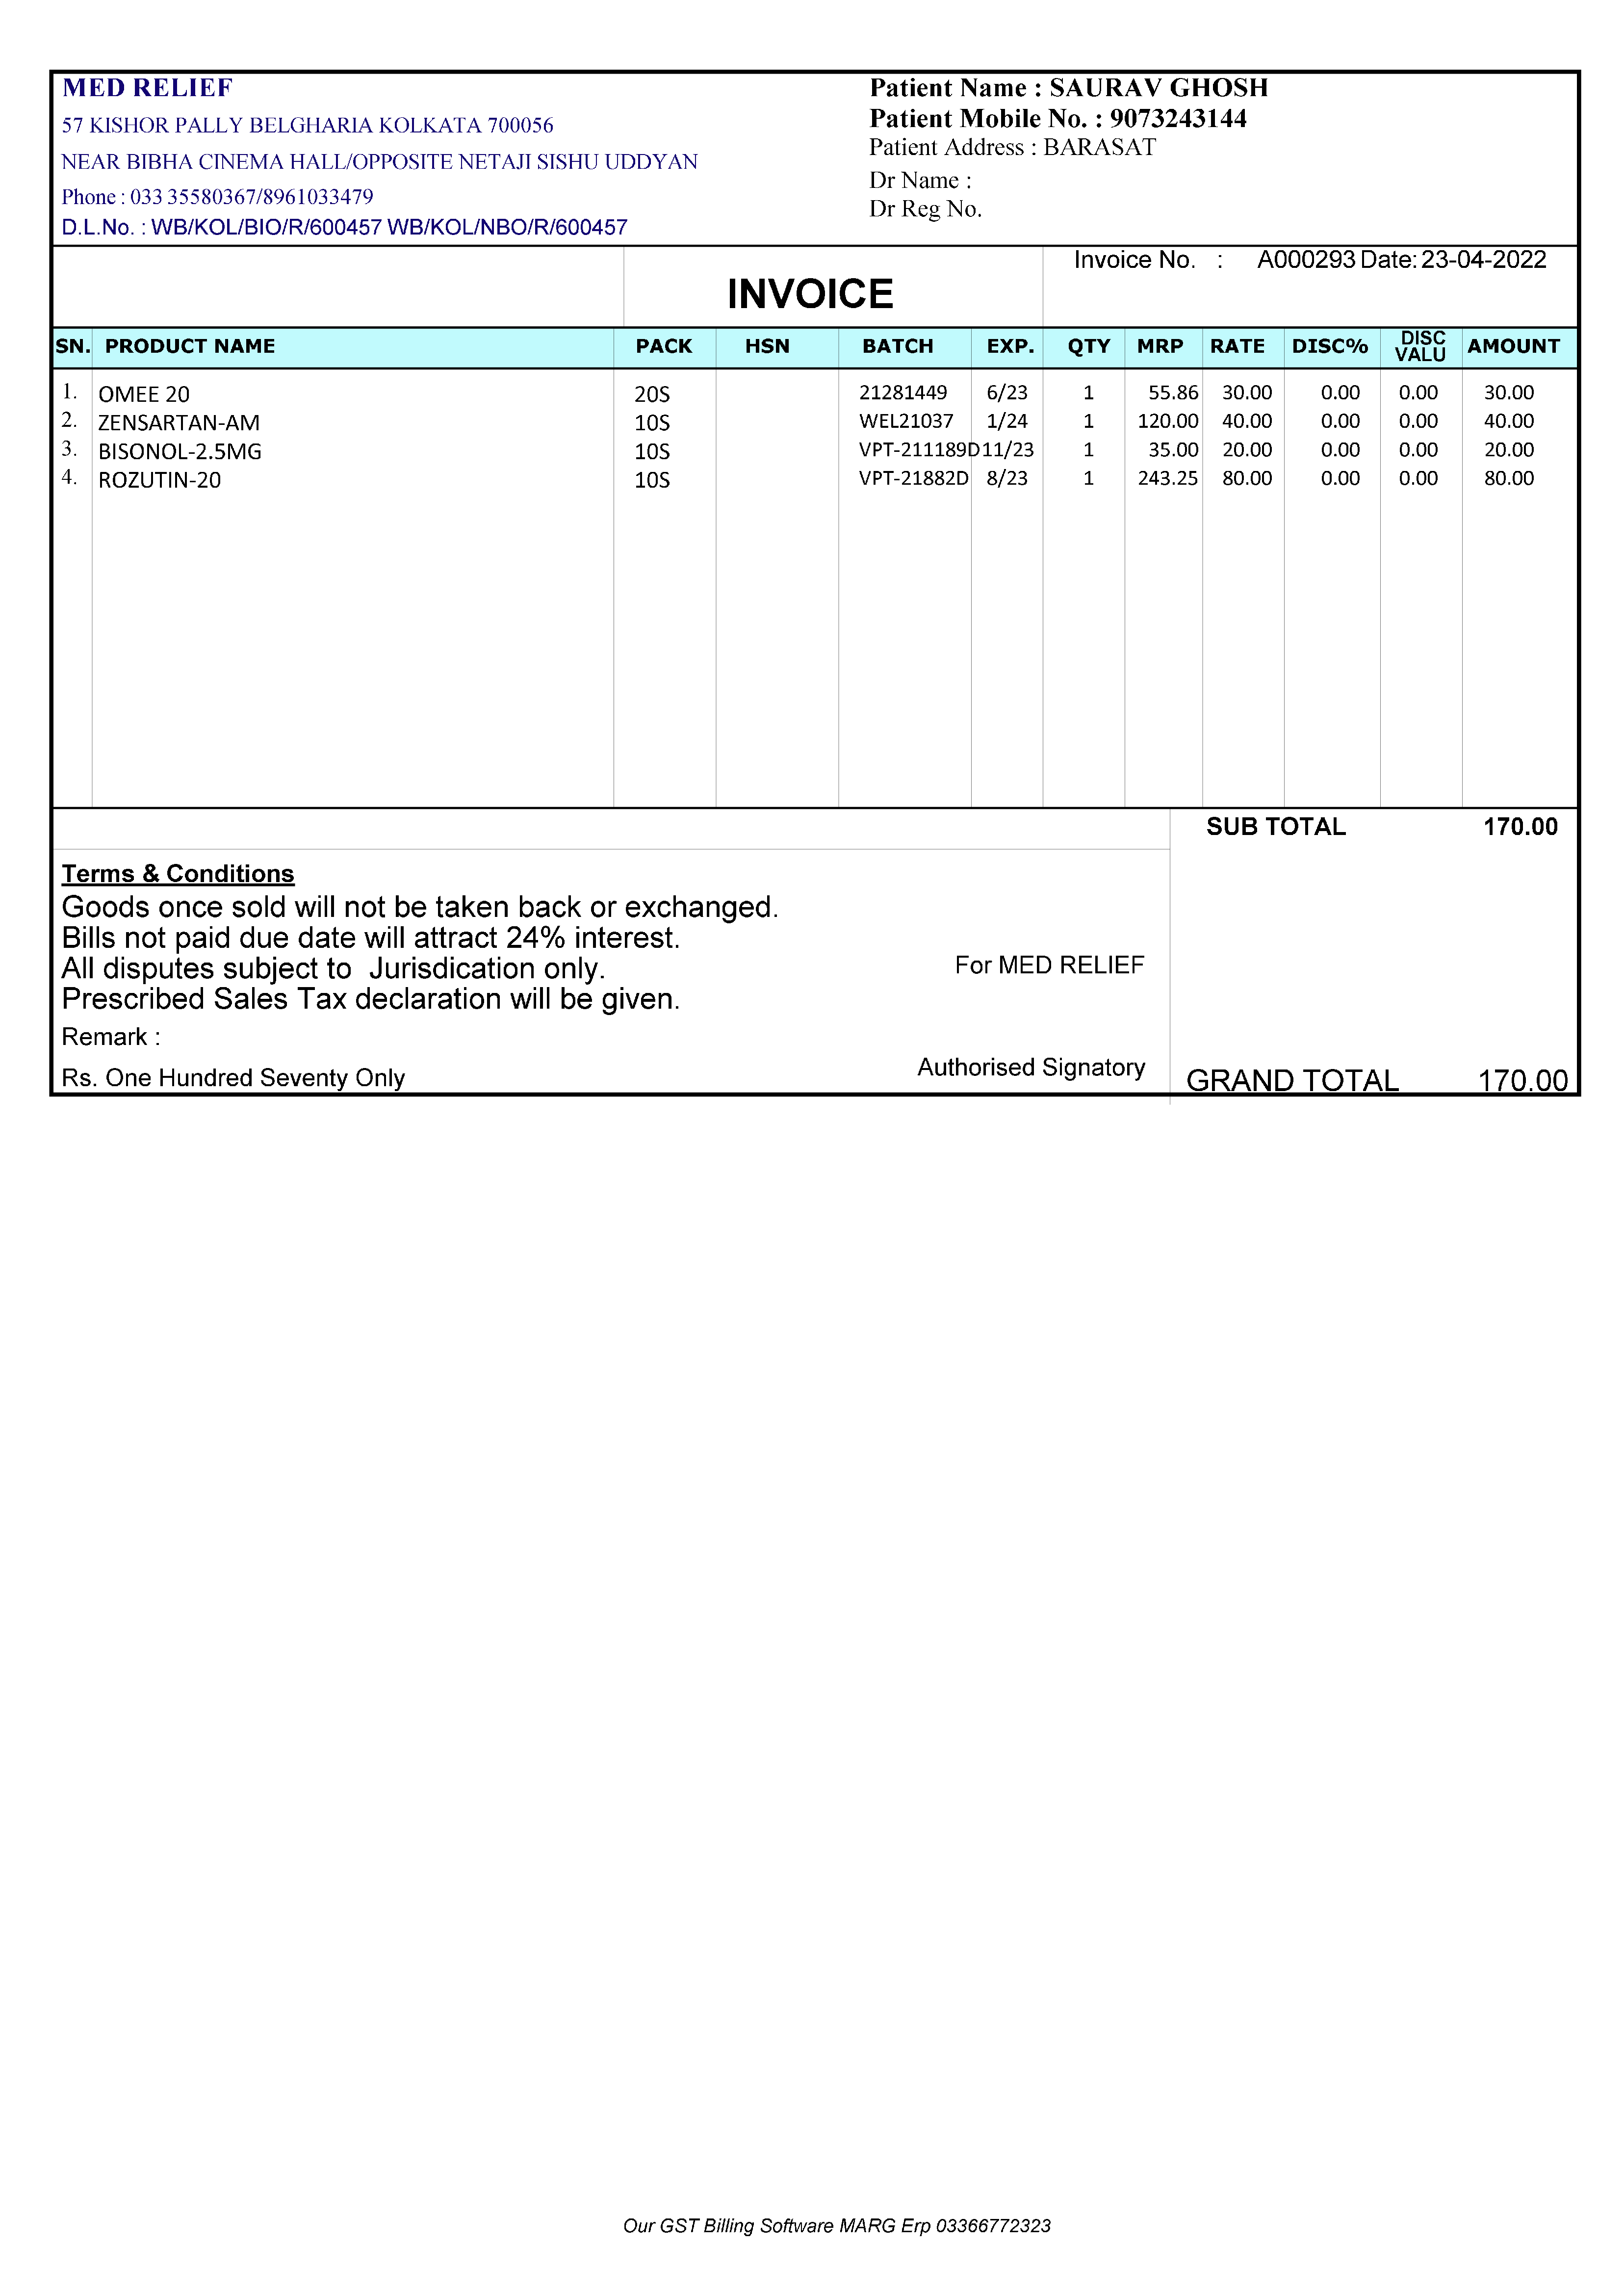 MED RELIEF
57 KISHOR PALLY BELGHARIA KOLKATA 700056
NEAR BIBHA CINEMA HALL/OPPOSITE NETAJI SISHU UDDYAN
Phone : 033 35580367/8961033479
D.L.No. : WB/KOL/BIO/R/600457 WB/KOL/NBO/R/600457
Patient Name : SAURAV GHOSH
Patient Mobile No. : 9073243144
Patient Address : BARASAT
Dr Name :
Dr Reg No.
INVOICE
Invoice No. : A000293 Date: 23-04-2022
SN. PRODUCT NAME PACK HSN BATCH EXP. QTY MRP RATE DISC% DISC VALU AMOUNT
1. OMEE 20 20S 21281449 6/23 1 55.86 30.00 0.00 0.00 30.00
2. ZENSARTAN-AM 10S WEL21037 1/24 1 120.00 40.00 0.00 0.00 40.00
3. BISONOL-2.5MG 10S VPT-211189D 11/23 1 35.00 20.00 0.00 0.00 20.00
4. ROZUTIN-20 10S VPT-21882D 8/23 1 243.25 80.00 0.00 0.00 80.00
SUB TOTAL 170.00
Terms & Conditions
Goods once sold will not be taken back or exchanged.
Bills not paid due date will attract 24% interest.
All disputes subject to Jurisdication only.
Prescribed Sales Tax declaration will be given.
For MED RELIEF
Remark :
Authorised Signatory
Rs. One Hundred Seventy Only
GRAND TOTAL 170.00
Our GST Billing Software MARG Erp 03366772323